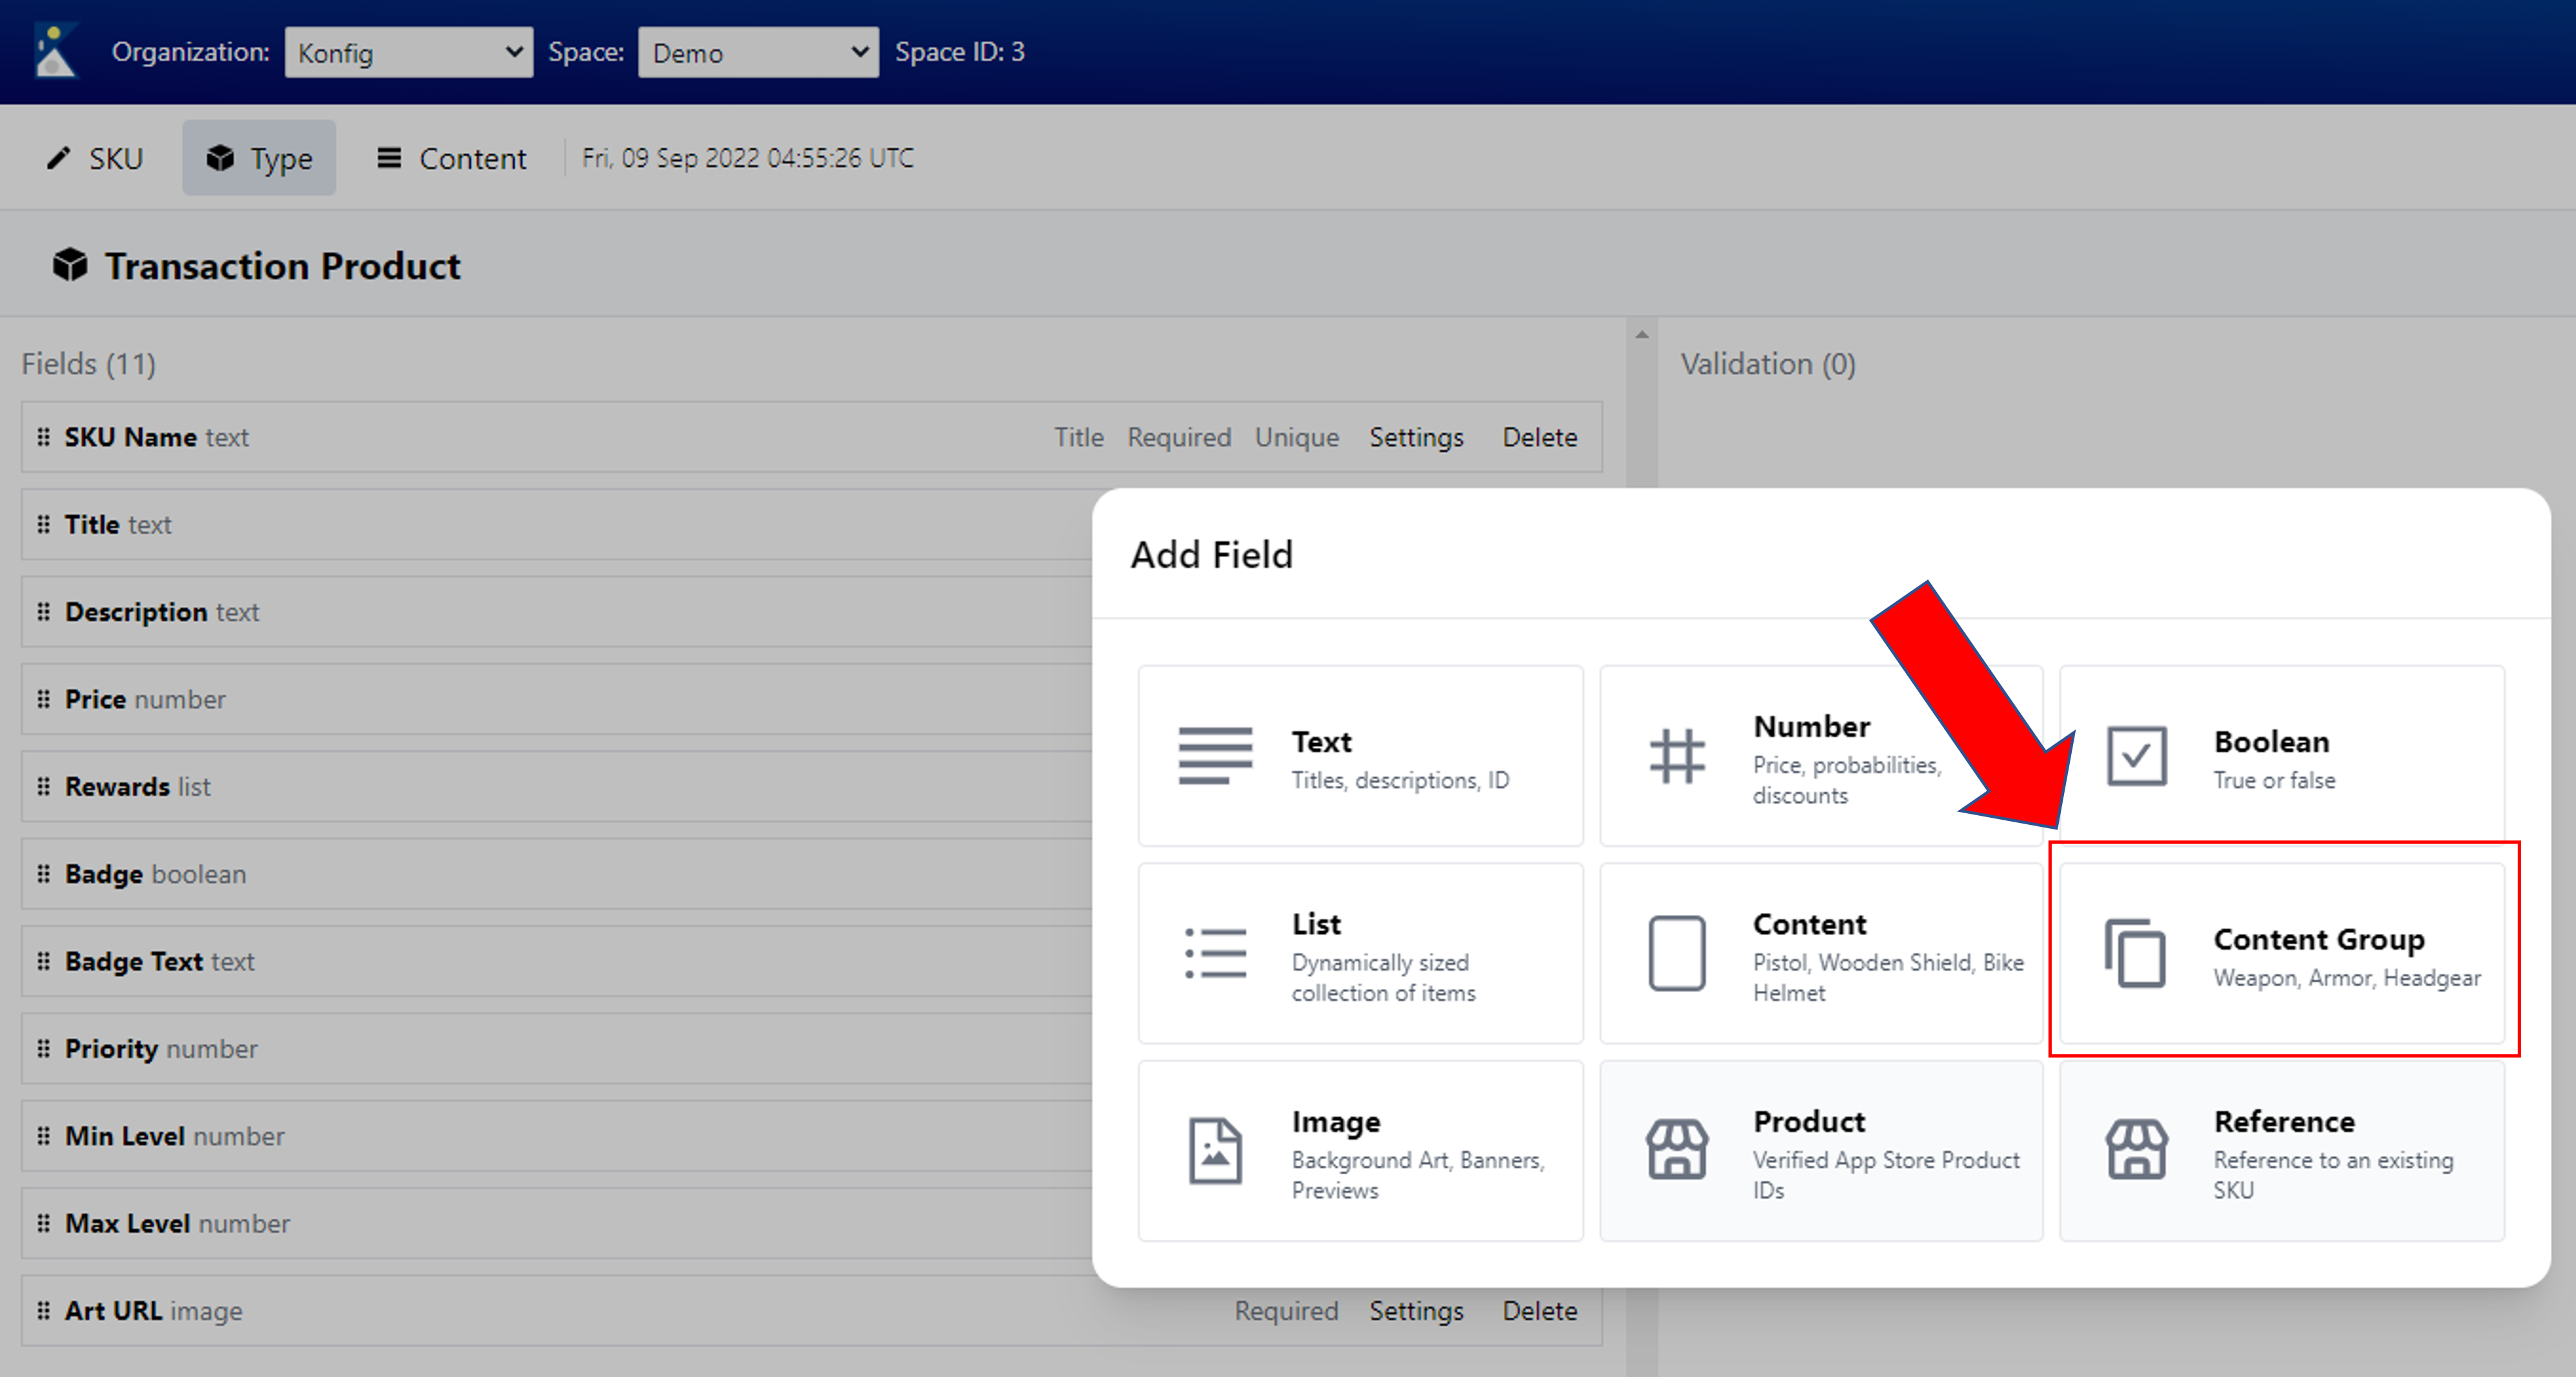 Organization: Konfig Space: Demo Space ID: 3
SKU Type Content Fri, 09 Sep 2022 04:55:26 UTC
Transaction Product
Fields (11)
Validation (0)
SKU Name text Title Required Unique Settings Delete
Title text
Description text
Price number
Rewards list
Badge boolean
Badge Text text
Priority number
Min Level number
Max Level number
Art URL image Required Settings Delete
Add Field
Text
Titles, descriptions, ID
Number
Price, probabilities,
discounts
Boolean
True or false
List
Dynamically sized
collection of items
Content
Pistol, Wooden Shield, Bike
Helmet
Content Group
Weapon, Armor, Headgear
Image
Background Art, Banners,
Previews
Product
Verified App Store Product
IDs
Reference
Reference to an existing
SKU